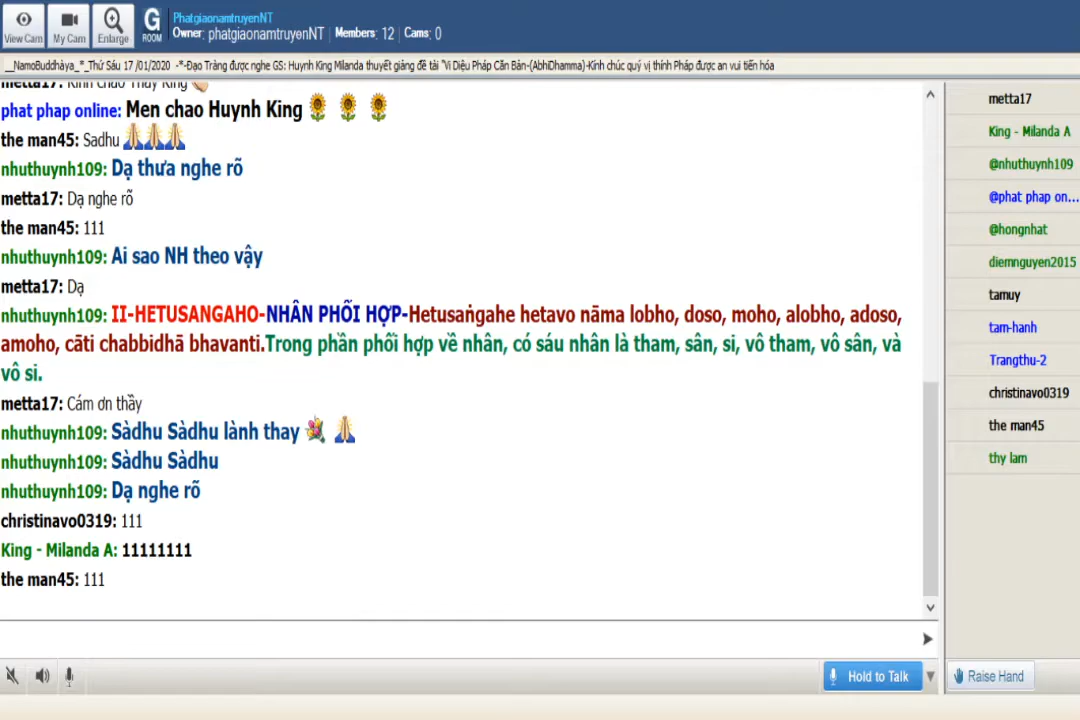 PhatgiaonamtruyenNT
View Cam My Cam Enlarge G ROOM Owner: phatgiaonamtruyenNT | Members: 12 | Cams: 0
__NamoBuddhàya_*_Thứ Sáu 17 /01/2020 -*-Đạo Tràng được nghe GS: Huynh King Milanda thuyết giảng đề tài "Vi Diệu Pháp Căn Bản-(AbhiDhamma)-Kính chúc quý vị thính Pháp được an vui tiến hóa
metta17: Kính chào Thầy King
phat phap online: Men chao Huynh King
the man45: Sadhu
nhuthuynh109: Dạ thưa nghe rõ
metta17: Dạ nghe rõ
the man45: 111
nhuthuynh109: Ai sao NH theo vậy
metta17: Dạ
nhuthuynh109: II-HETUSANGAHO-NHÂN PHỐI HỢP-Hetusaṅgahe hetavo nāma lobho, doso, moho, alobho, adoso,
amoho, cāti chabbidhā bhavanti.Trong phần phối hợp về nhân, có sáu nhân là tham, sân, si, vô tham, vô sân, và
vô si.
metta17: Cám ơn thầy
nhuthuynh109: Sàdhu Sàdhu lành thay
nhuthuynh109: Sàdhu Sàdhu
nhuthuynh109: Dạ nghe rõ
christinavo0319: 111
King - Milanda A: 11111111
the man45: 111
metta17
King - Milanda A
@nhuthuynh109
@phat phap on...
@hongnhat
diemnguyen2015
tamuy
tam-hanh
Trangthu-2
christinavo0319
the man45
thy lam
Hold to Talk
Raise Hand